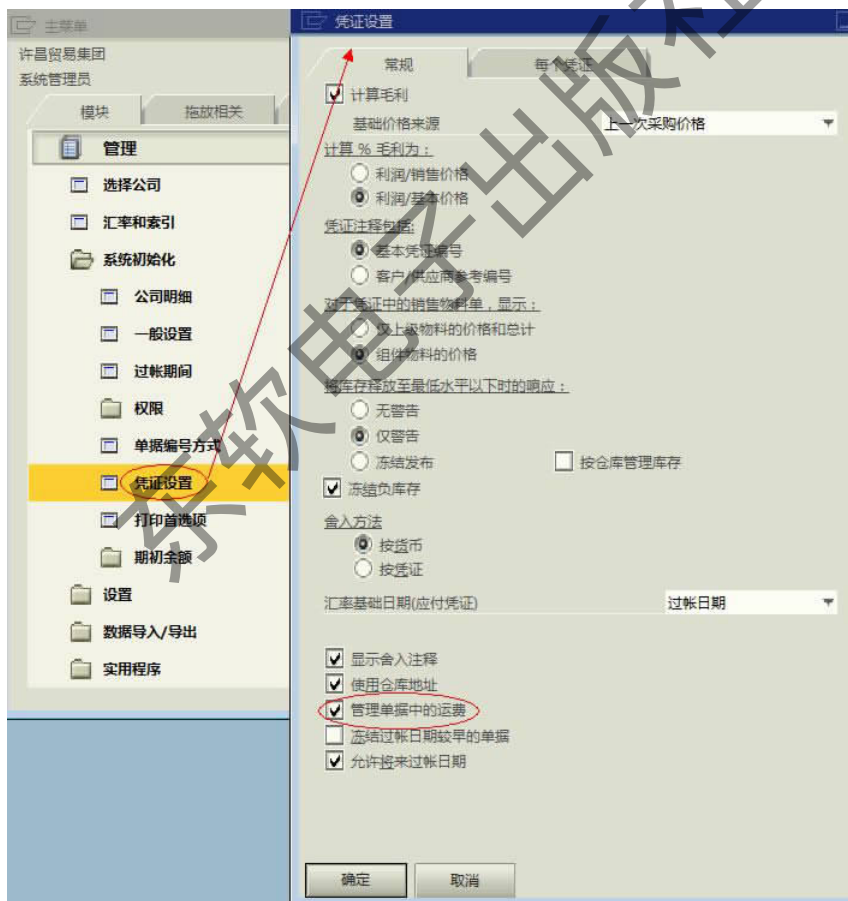 主菜单
许昌贸易集团
系统管理员
模块
拖放相关
管理
选择公司
汇率和索引
系统初始化
公司明细
一般设置
过帐期间
权限
单据编号方式
凭证设置
打印首选项
期初余额
设置
数据导入/导出
实用程序
凭证设置
常规
每个凭证
计算毛利
基础价格来源 上一次采购价格
计算 % 毛利为：
利润/销售价格
利润/基本价格
凭证注释包括:
基本凭证编号
客户/供应商参考编号
对于凭证中的销售物料单，显示：
仅上级物料的价格和总计
组件物料的价格
将库存释放至最低水平以下时的响应：
无警告
仅警告
冻结发布 按仓库管理库存
冻结负库存
舍入方法
按货币
按凭证
汇率基础日期(应付凭证) 过帐日期
显示舍入注释
使用仓库地址
管理单据中的运费
冻结过帐日期较早的单据
允许将来过帐日期
确定
取消
东软电子出版社